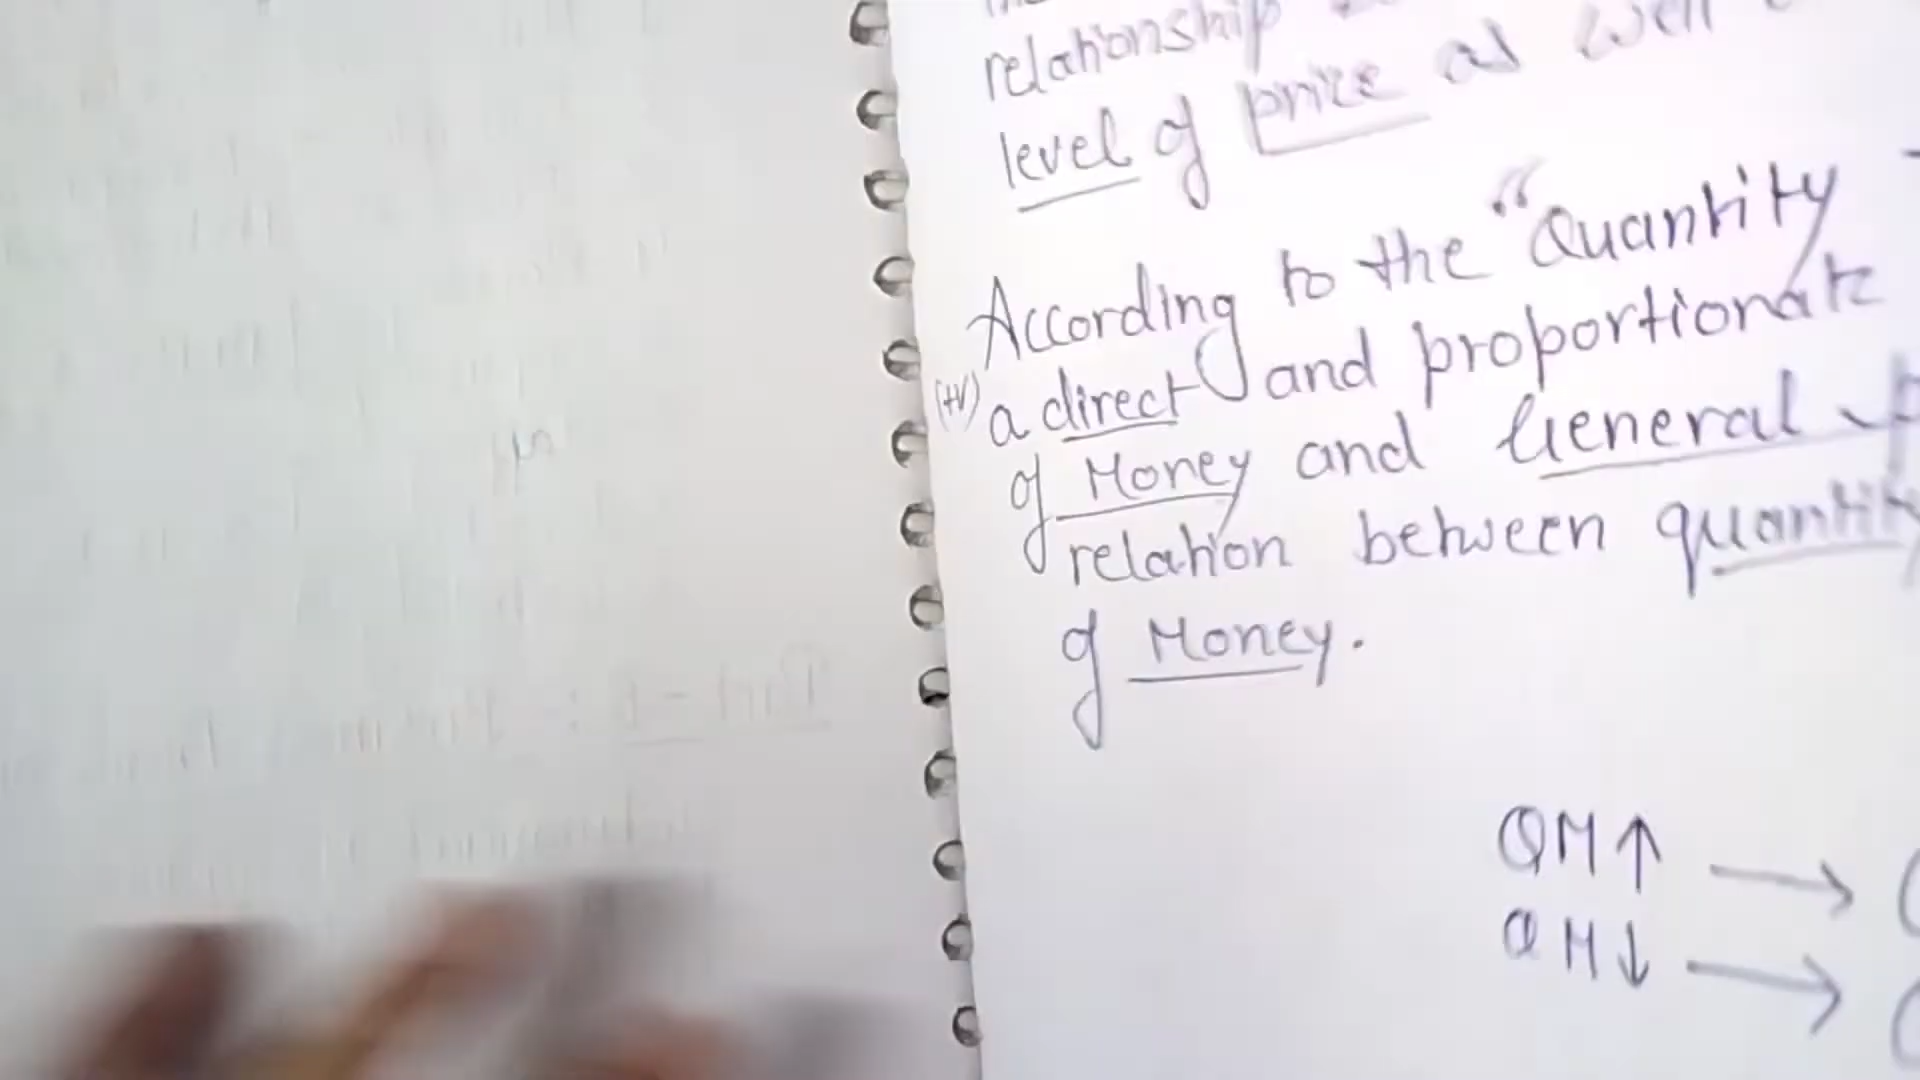 relationship
level of price as well
According to the "Quantity
(+v) a direct and proportionate
of Money and General
relation between quantity
of Money.
QM↑ →
QM↓ →